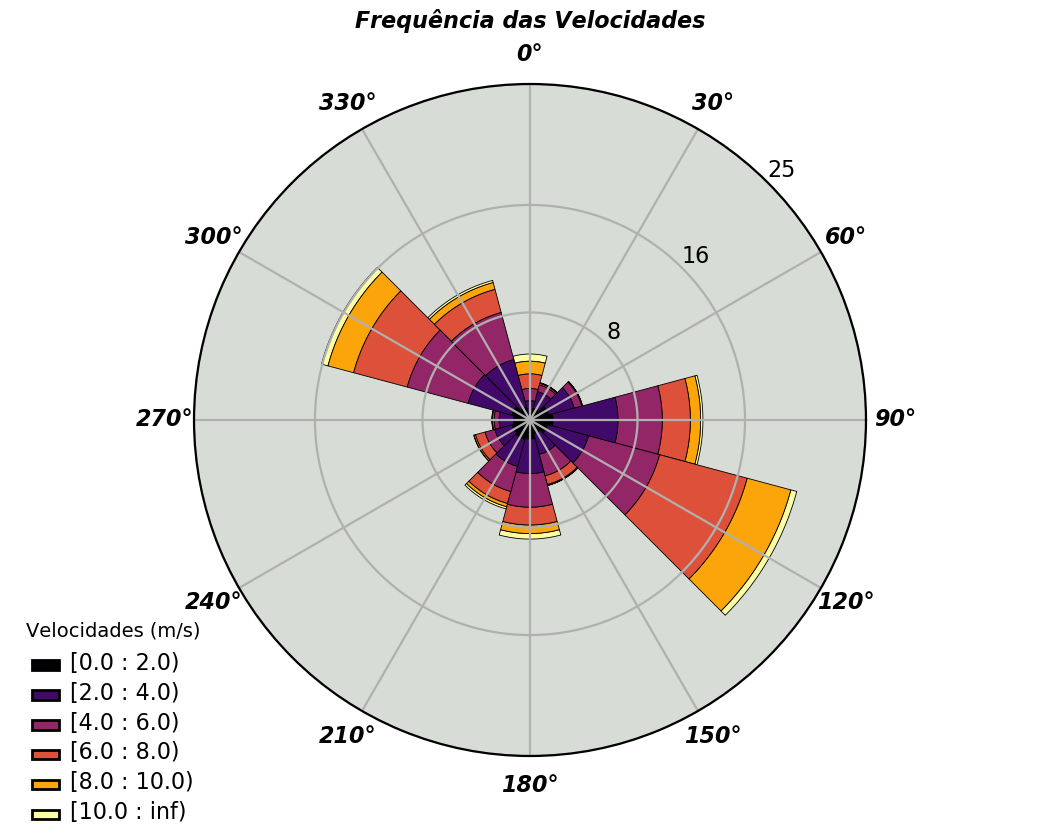 Frequência das Velocidades
0°
330°
30°
25
300°
60°
16
8
270°
90°
240°
120°
210°
150°
180°
Velocidades (m/s)
[0.0 : 2.0)
[2.0 : 4.0)
[4.0 : 6.0)
[6.0 : 8.0)
[8.0 : 10.0)
[10.0 : inf)